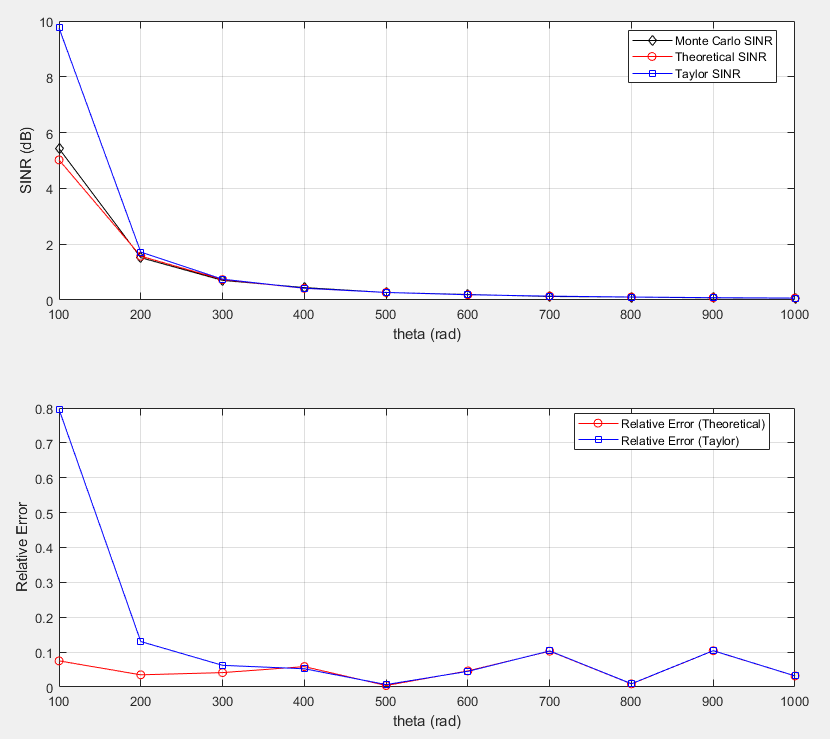 10
8
6
4
2
0
SINR (dB)
Monte Carlo SINR
Theoretical SINR
Taylor SINR
100 200 300 400 500 600 700 800 900 1000
theta (rad)
0.8
0.7
0.6
0.5
0.4
0.3
0.2
0.1
0
Relative Error
Relative Error (Theoretical)
Relative Error (Taylor)
100 200 300 400 500 600 700 800 900 1000
theta (rad)